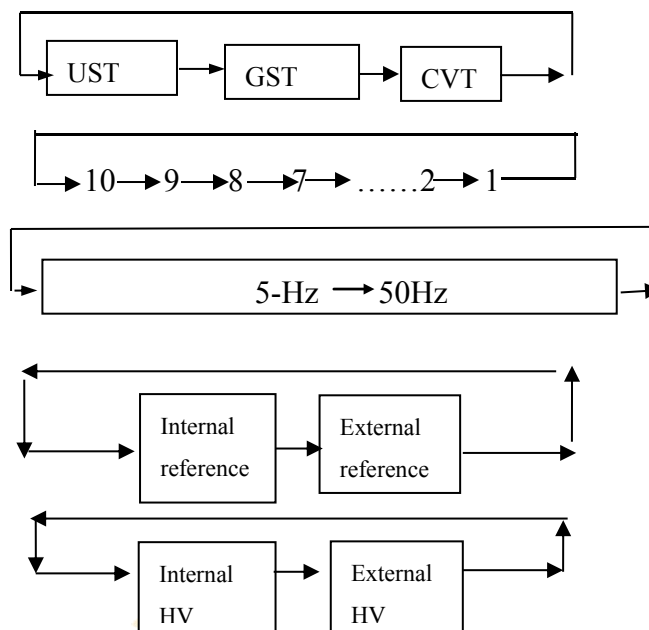 UST GST CVT
10 9 8 7 ……2 1
5-Hz 50Hz
Internal External
reference reference
Internal External
HV HV